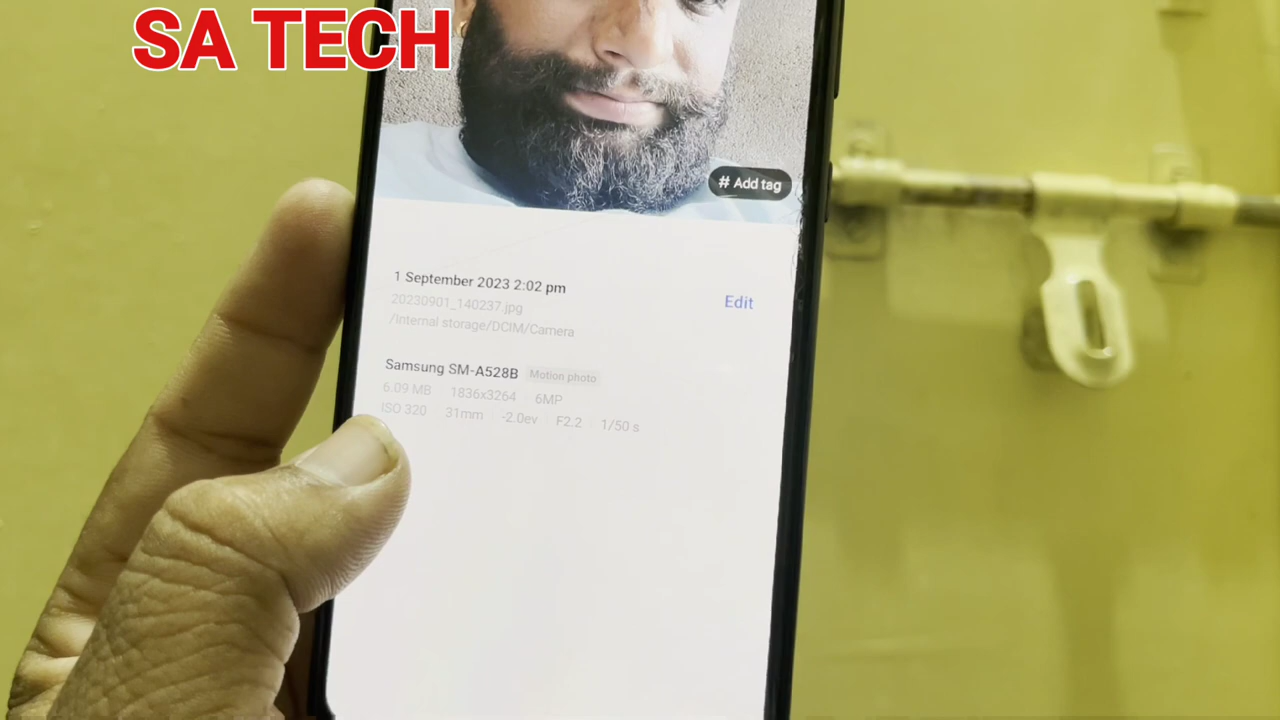 SA TECH
# Add tag
1 September 2023 2:02 pm
Edit
20230901_140237.jpg
/Internal storage/DCIM/Camera
Samsung SM-A528B Motion photo
6.09 MB 1836x3264 6MP
ISO 320 31mm -2.0ev F2.2 1/50 s